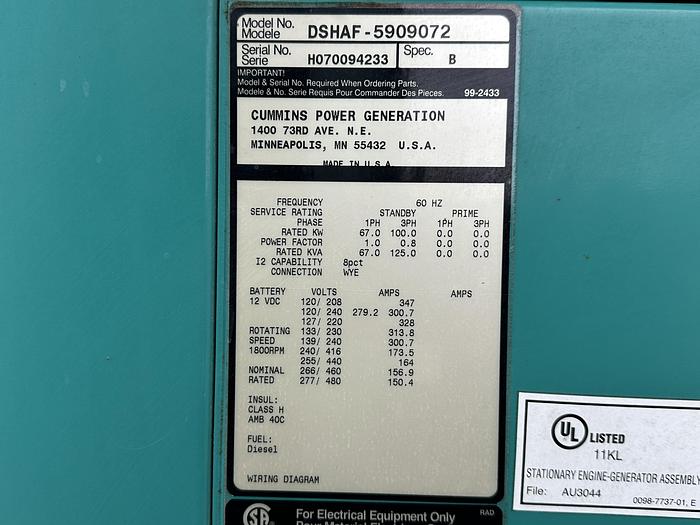 Model No.
Modele DSHAF-5909072
Serial No.
Serie H070094233 Spec. B
IMPORTANT!
Model & Serial No. Required When Ordering Parts.
Modele & No. Serie Requis Pour Commander Des Pieces. 99-2433
CUMMINS POWER GENERATION
1400 73RD AVE. N.E.
MINNEAPOLIS, MN 55432 U.S.A.
MADE IN U.S.A.
FREQUENCY 60 HZ
SERVICE RATING STANDBY PRIME
PHASE 1PH 3PH 1PH 3PH
RATED KW 67.0 100.0 0.0 0.0
POWER FACTOR 1.0 0.8 0.0 0.0
RATED KVA 67.0 125.0 0.0 0.0
I2 CAPABILITY 8pct
CONNECTION WYE
BATTERY VOLTS AMPS AMPS
12 VDC 120/ 208 347
120/ 240 279.2 300.7
127/ 220 328
ROTATING 133/ 230 313.8
SPEED 139/ 240 300.7
1800RPM 240/ 416 173.5
255/ 440 164
NOMINAL 266/ 460 156.9
RATED 277/ 480 150.4
INSUL:
CLASS H
AMB 40C
FUEL:
Diesel
WIRING DIAGRAM
For Electrical Equipment Only RAD
UL LISTED
11KL
STATIONARY ENGINE-GENERATOR ASSEMBLY
File: AU3044 0098-7737-01, E